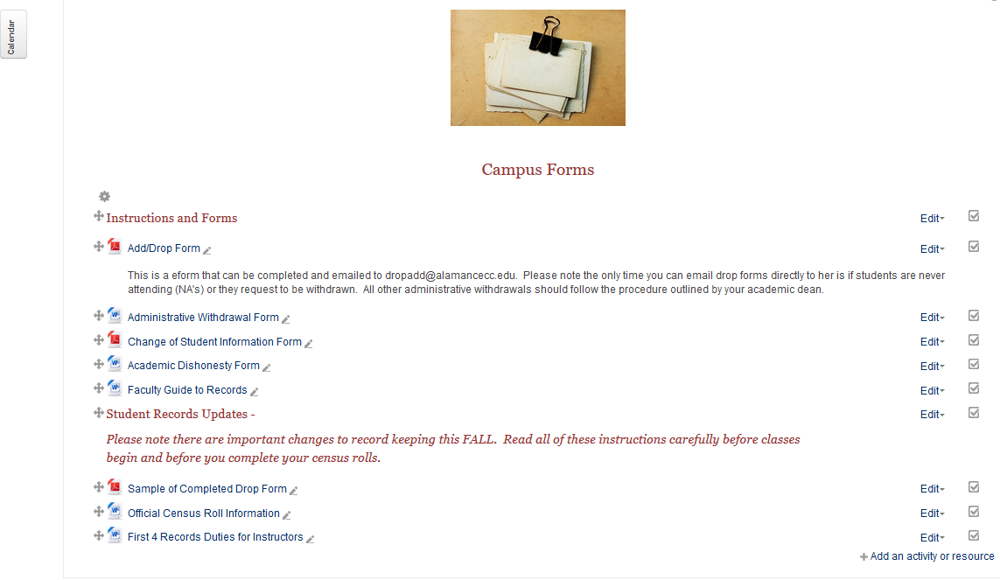 Calendar
Campus Forms
Instructions and Forms Edit
Add/Drop Form Edit
This is a eform that can be completed and emailed to dropadd@alamancecc.edu.  Please note the only time you can email drop forms directly to her is if students are never
attending (NA's) or they request to be withdrawn.  All other administrative withdrawals should follow the procedure outlined by your academic dean.
Administrative Withdrawal Form Edit
Change of Student Information Form Edit
Academic Dishonesty Form Edit
Faculty Guide to Records Edit
Student Records Updates - Edit
Please note there are important changes to record keeping this FALL.  Read all of these instructions carefully before classes
begin and before you complete your census rolls.
Sample of Completed Drop Form Edit
Official Census Roll Information Edit
First 4 Records Duties for Instructors Edit
Add an activity or resource